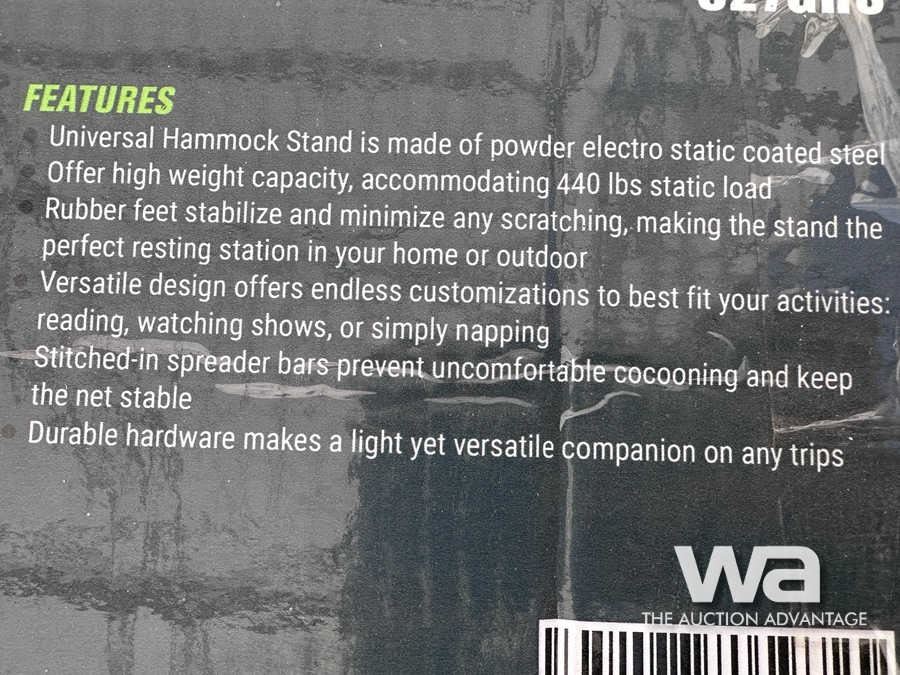 FEATURES
Universal Hammock Stand is made of powder electro static coated steel
Offer high weight capacity, accommodating 440 lbs static load
Rubber feet stabilize and minimize any scratching, making the stand the
perfect resting station in your home or outdoor
Versatile design offers endless customizations to best fit your activities:
reading, watching shows, or simply napping
Stitched-in spreader bars prevent uncomfortable cocooning and keep
the net stable
Durable hardware makes a light yet versatile companion on any trips
wa
THE AUCTION ADVANTAGE